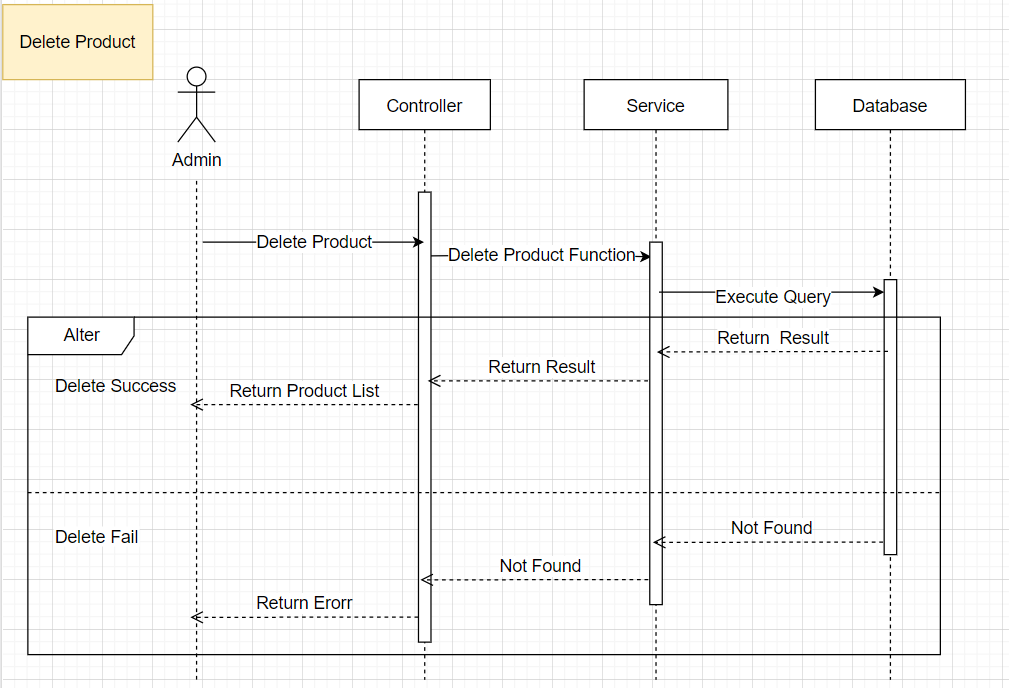 Delete Product
Admin
Controller
Service
Database
Delete Product
Delete Product Function
Execute Query
Alter
Return  Result
Return Result
Delete Success
Return Product List
Delete Fail
Not Found
Not Found
Return Erorr